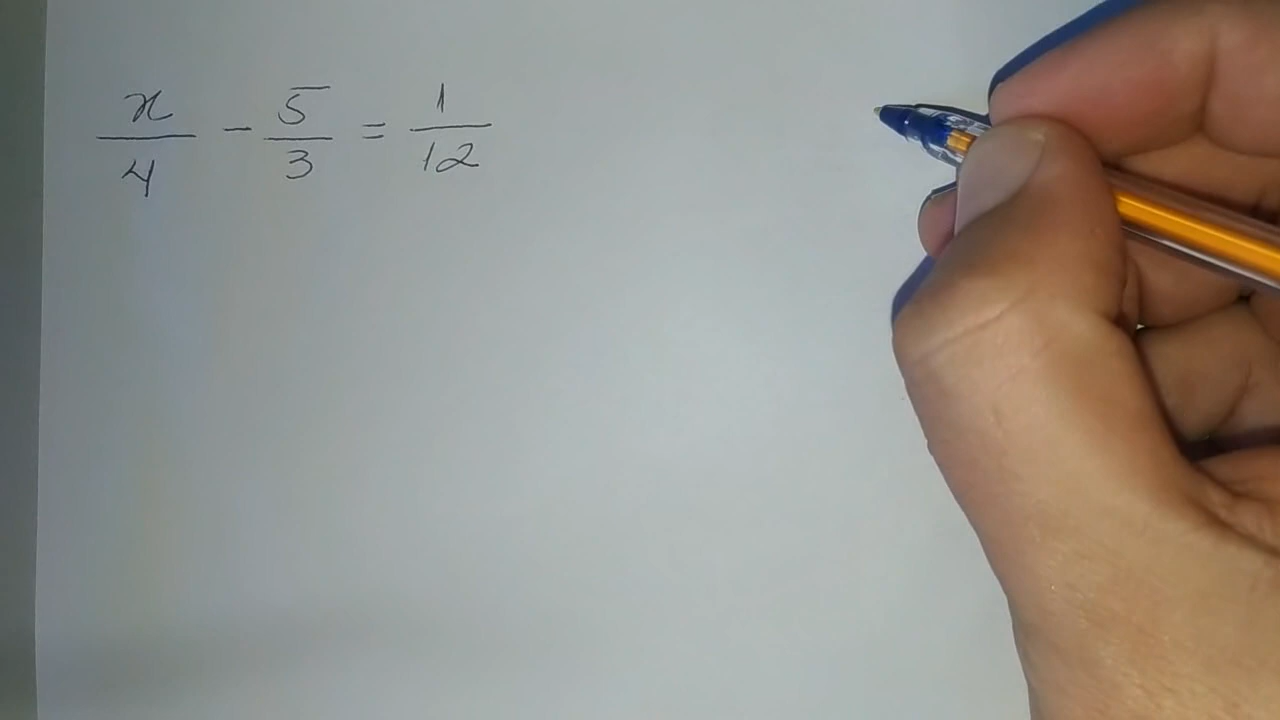 x/4 - 5/3 = 1/12